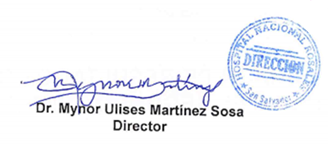 HOSPITAL NACIONAL ROSALES
DIRECCION
San Salvador
Dr. Mynor Ulises Martínez Sosa
Director